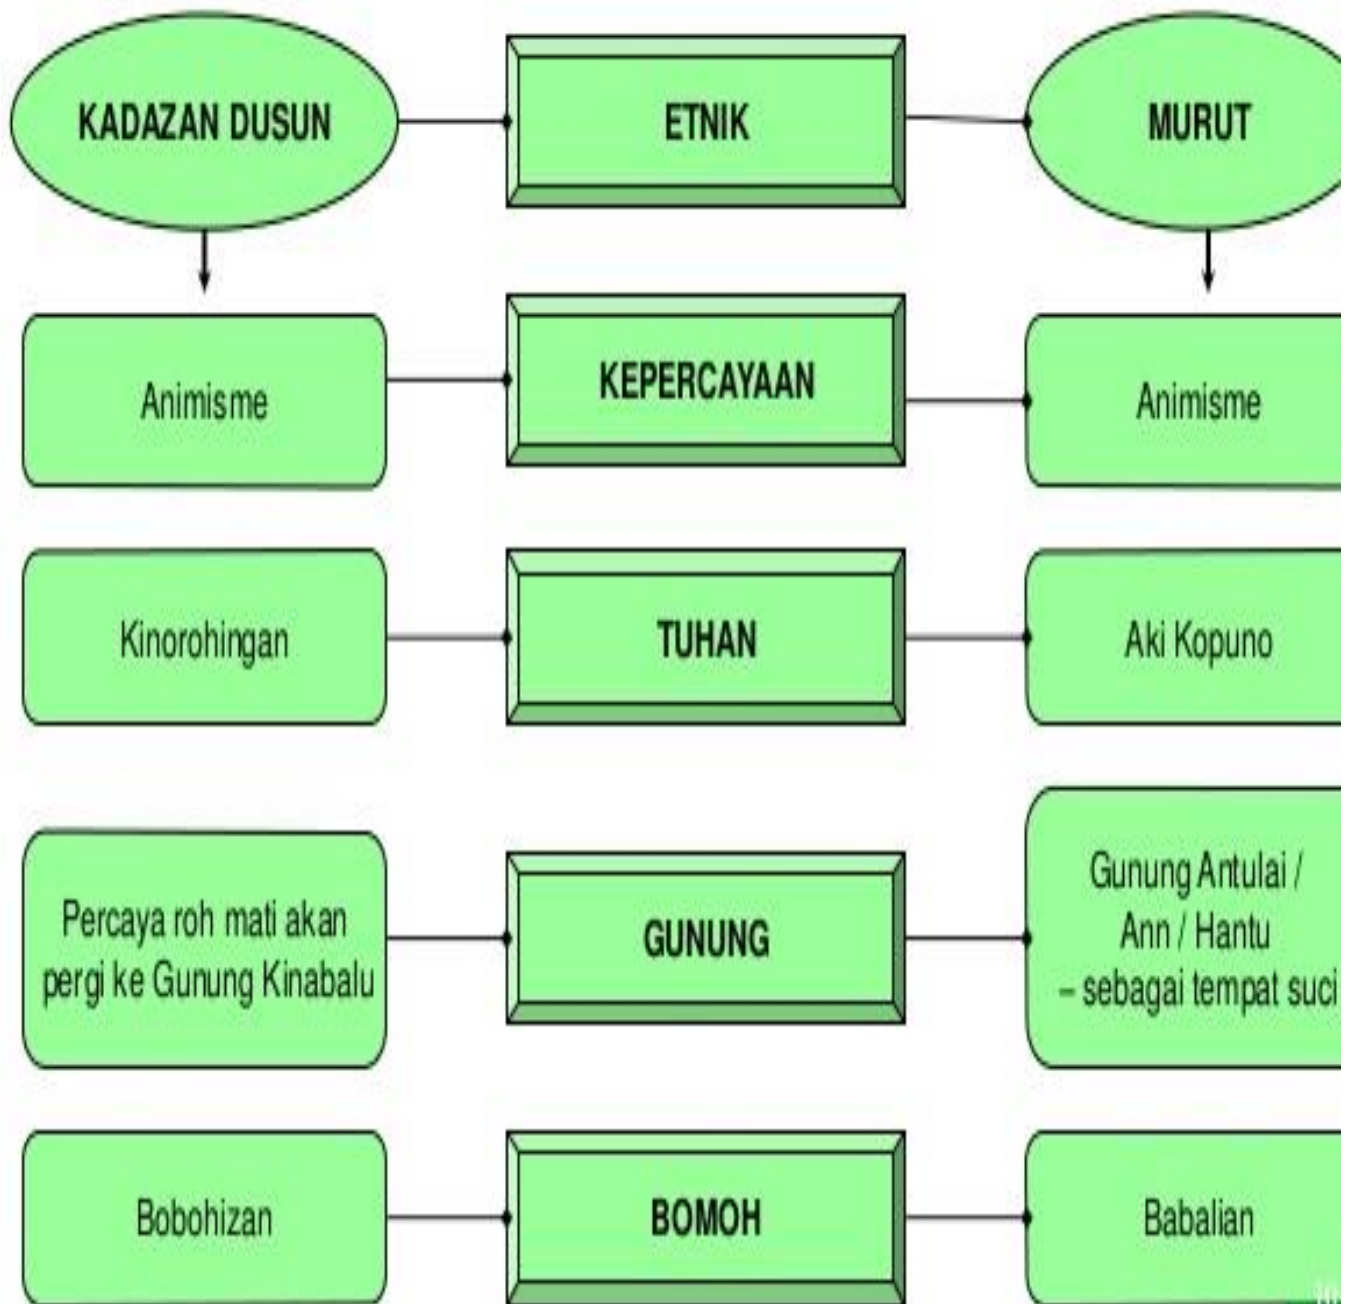 KADAZAN DUSUN
ETNIK
MURUT
Animisme
KEPERCAYAAN
Animisme
Kinorohingan
TUHAN
Aki Kopuno
Percaya roh mati akan
pergi ke Gunung Kinabalu
GUNUNG
Gunung Antulai /
Ann / Hantu
– sebagai tempat suci
Bobohizan
BOMOH
Babalian